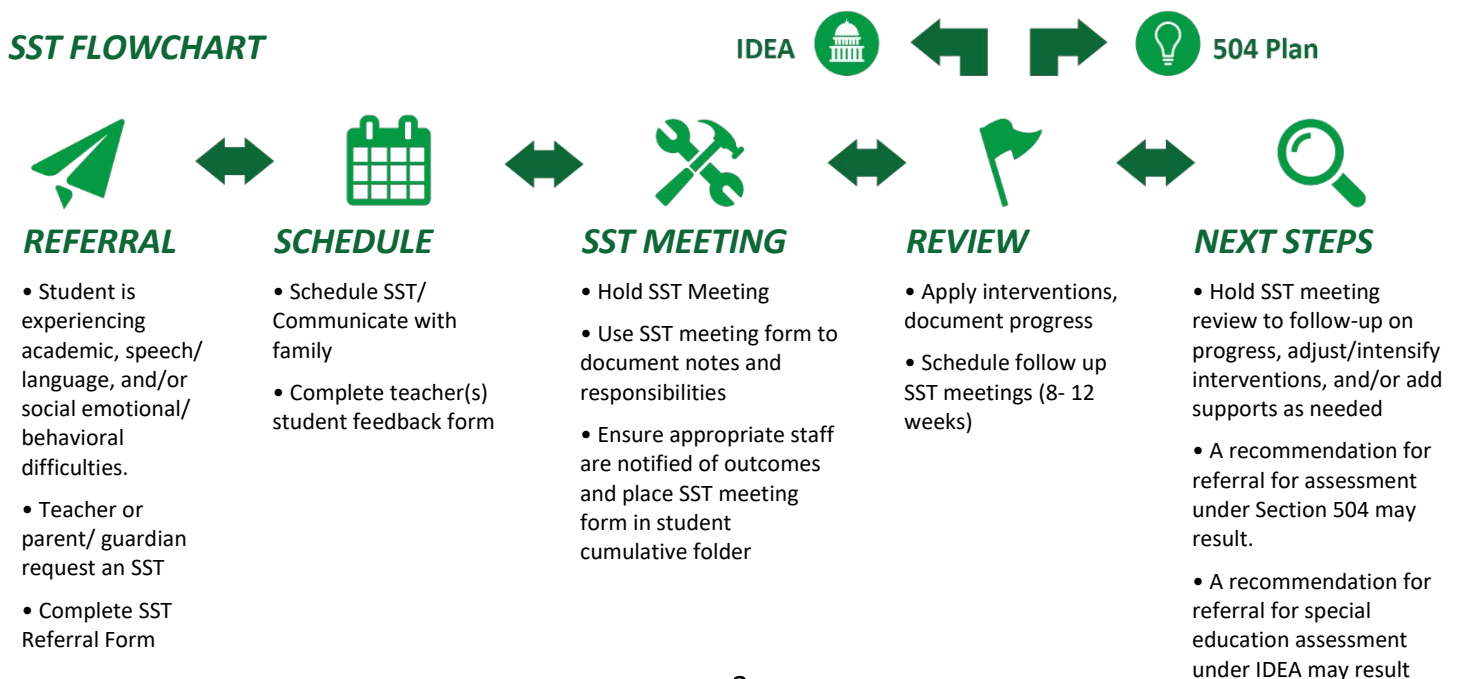 SST FLOWCHART
IDEA
504 Plan
REFERRAL
• Student is
experiencing
academic, speech/
language, and/or
social emotional/
behavioral
difficulties.
• Teacher or
parent/ guardian
request an SST
• Complete SST
Referral Form
SCHEDULE
• Schedule SST/
Communicate with
family
• Complete teacher(s)
student feedback form
SST MEETING
• Hold SST Meeting
• Use SST meeting form to
document notes and
responsibilities
• Ensure appropriate staff
are notified of outcomes
and place SST meeting
form in student
cumulative folder
REVIEW
• Apply interventions,
document progress
• Schedule follow up
SST meetings (8- 12
weeks)
NEXT STEPS
• Hold SST meeting
review to follow-up on
progress, adjust/intensify
interventions, and/or add
supports as needed
• A recommendation for
referral for assessment
under Section 504 may
result.
• A recommendation for
referral for special
education assessment
under IDEA may result